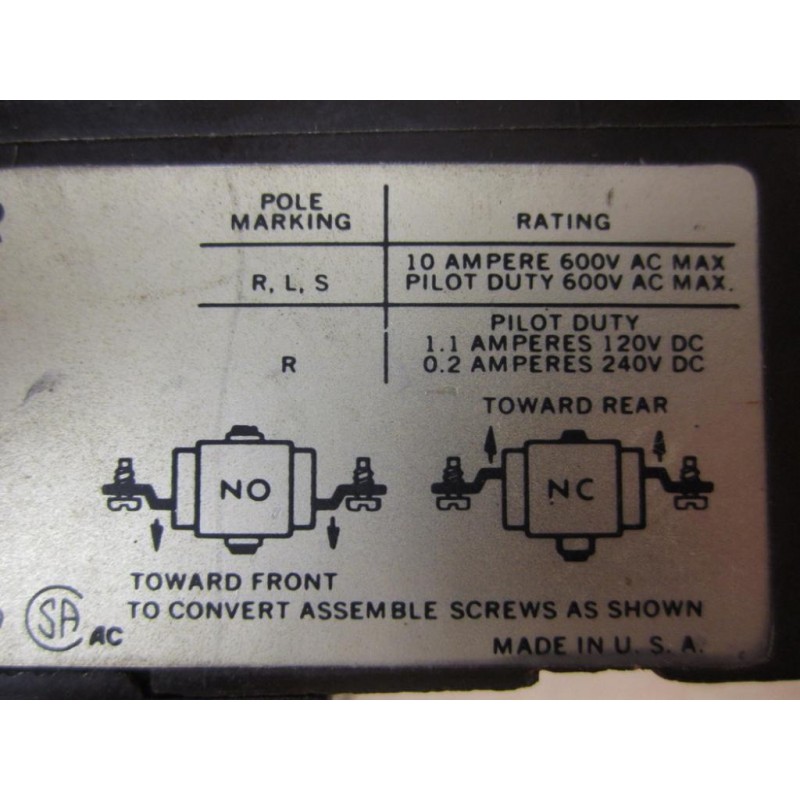 POLE
MARKING
RATING
R, L, S
10 AMPERE 600V AC MAX
PILOT DUTY 600V AC MAX.
R
PILOT DUTY
1.1 AMPERES 120V DC
0.2 AMPERES 240V DC
TOWARD REAR
NO
NC
TOWARD FRONT
TO CONVERT ASSEMBLE SCREWS AS SHOWN
SA AC
MADE IN U. S. A.